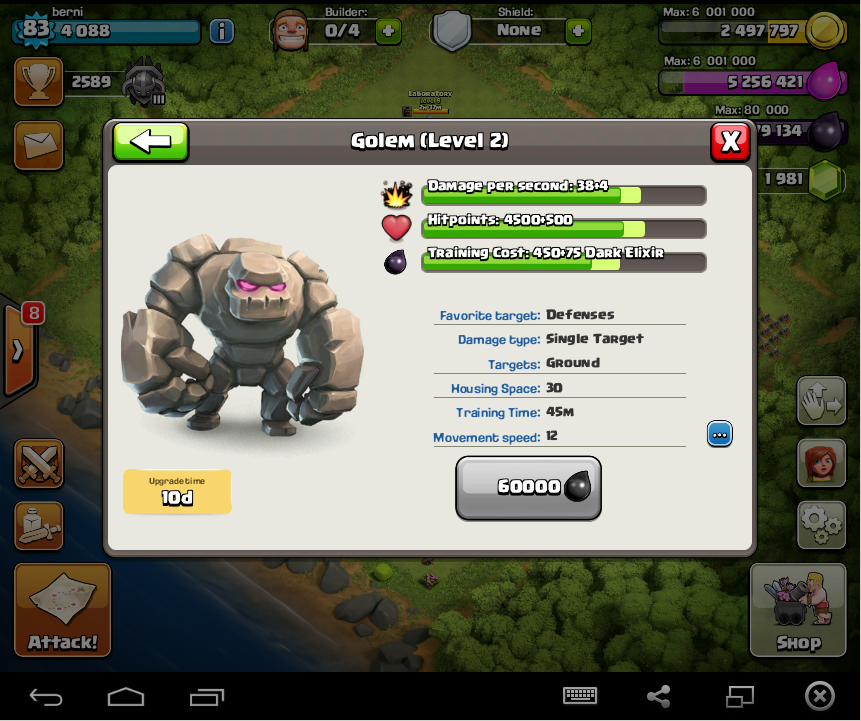 berni
83 4 088
i
Builder:
0/4
Shield:
None
Max: 6 001 000
2 497 797
2589
III
Laboratory
Max: 6 001 000
5 256 421
Max: 80 000
79 134
1 981
Golem (Level 2)
X
Damage per second: 38+4
Hitpoints: 4500+500
Training Cost: 450+75 Dark Elixir
8
Favorite target: Defenses
Damage type: Single Target
Targets: Ground
Housing Space: 30
Training Time: 45m
Movement speed: 12
Upgrade time
10d
60000
Attack!
Shop